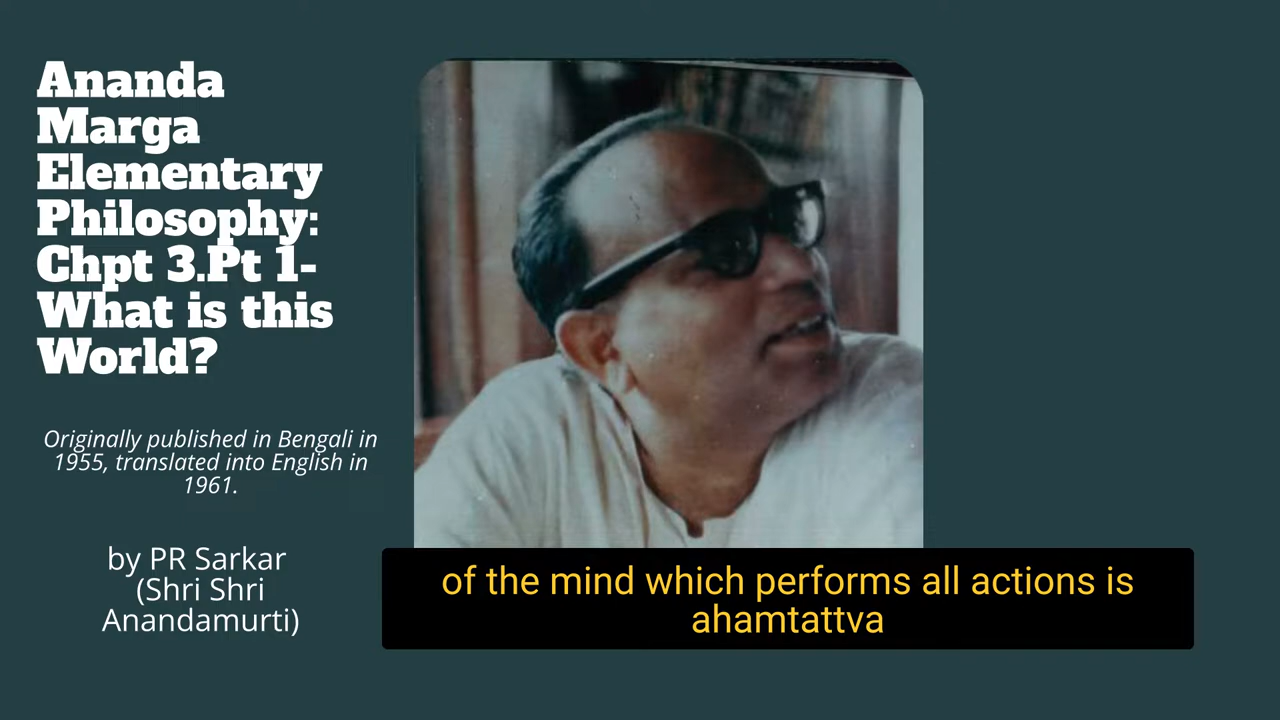 Ananda
Marga
Elementary
Philosophy:
Chpt 3.Pt 1-
What is this
World?
Originally published in Bengali in
1955, translated into English in
1961.
by PR Sarkar
(Shri Shri
Anandamurti)
of the mind which performs all actions is
ahamtattva